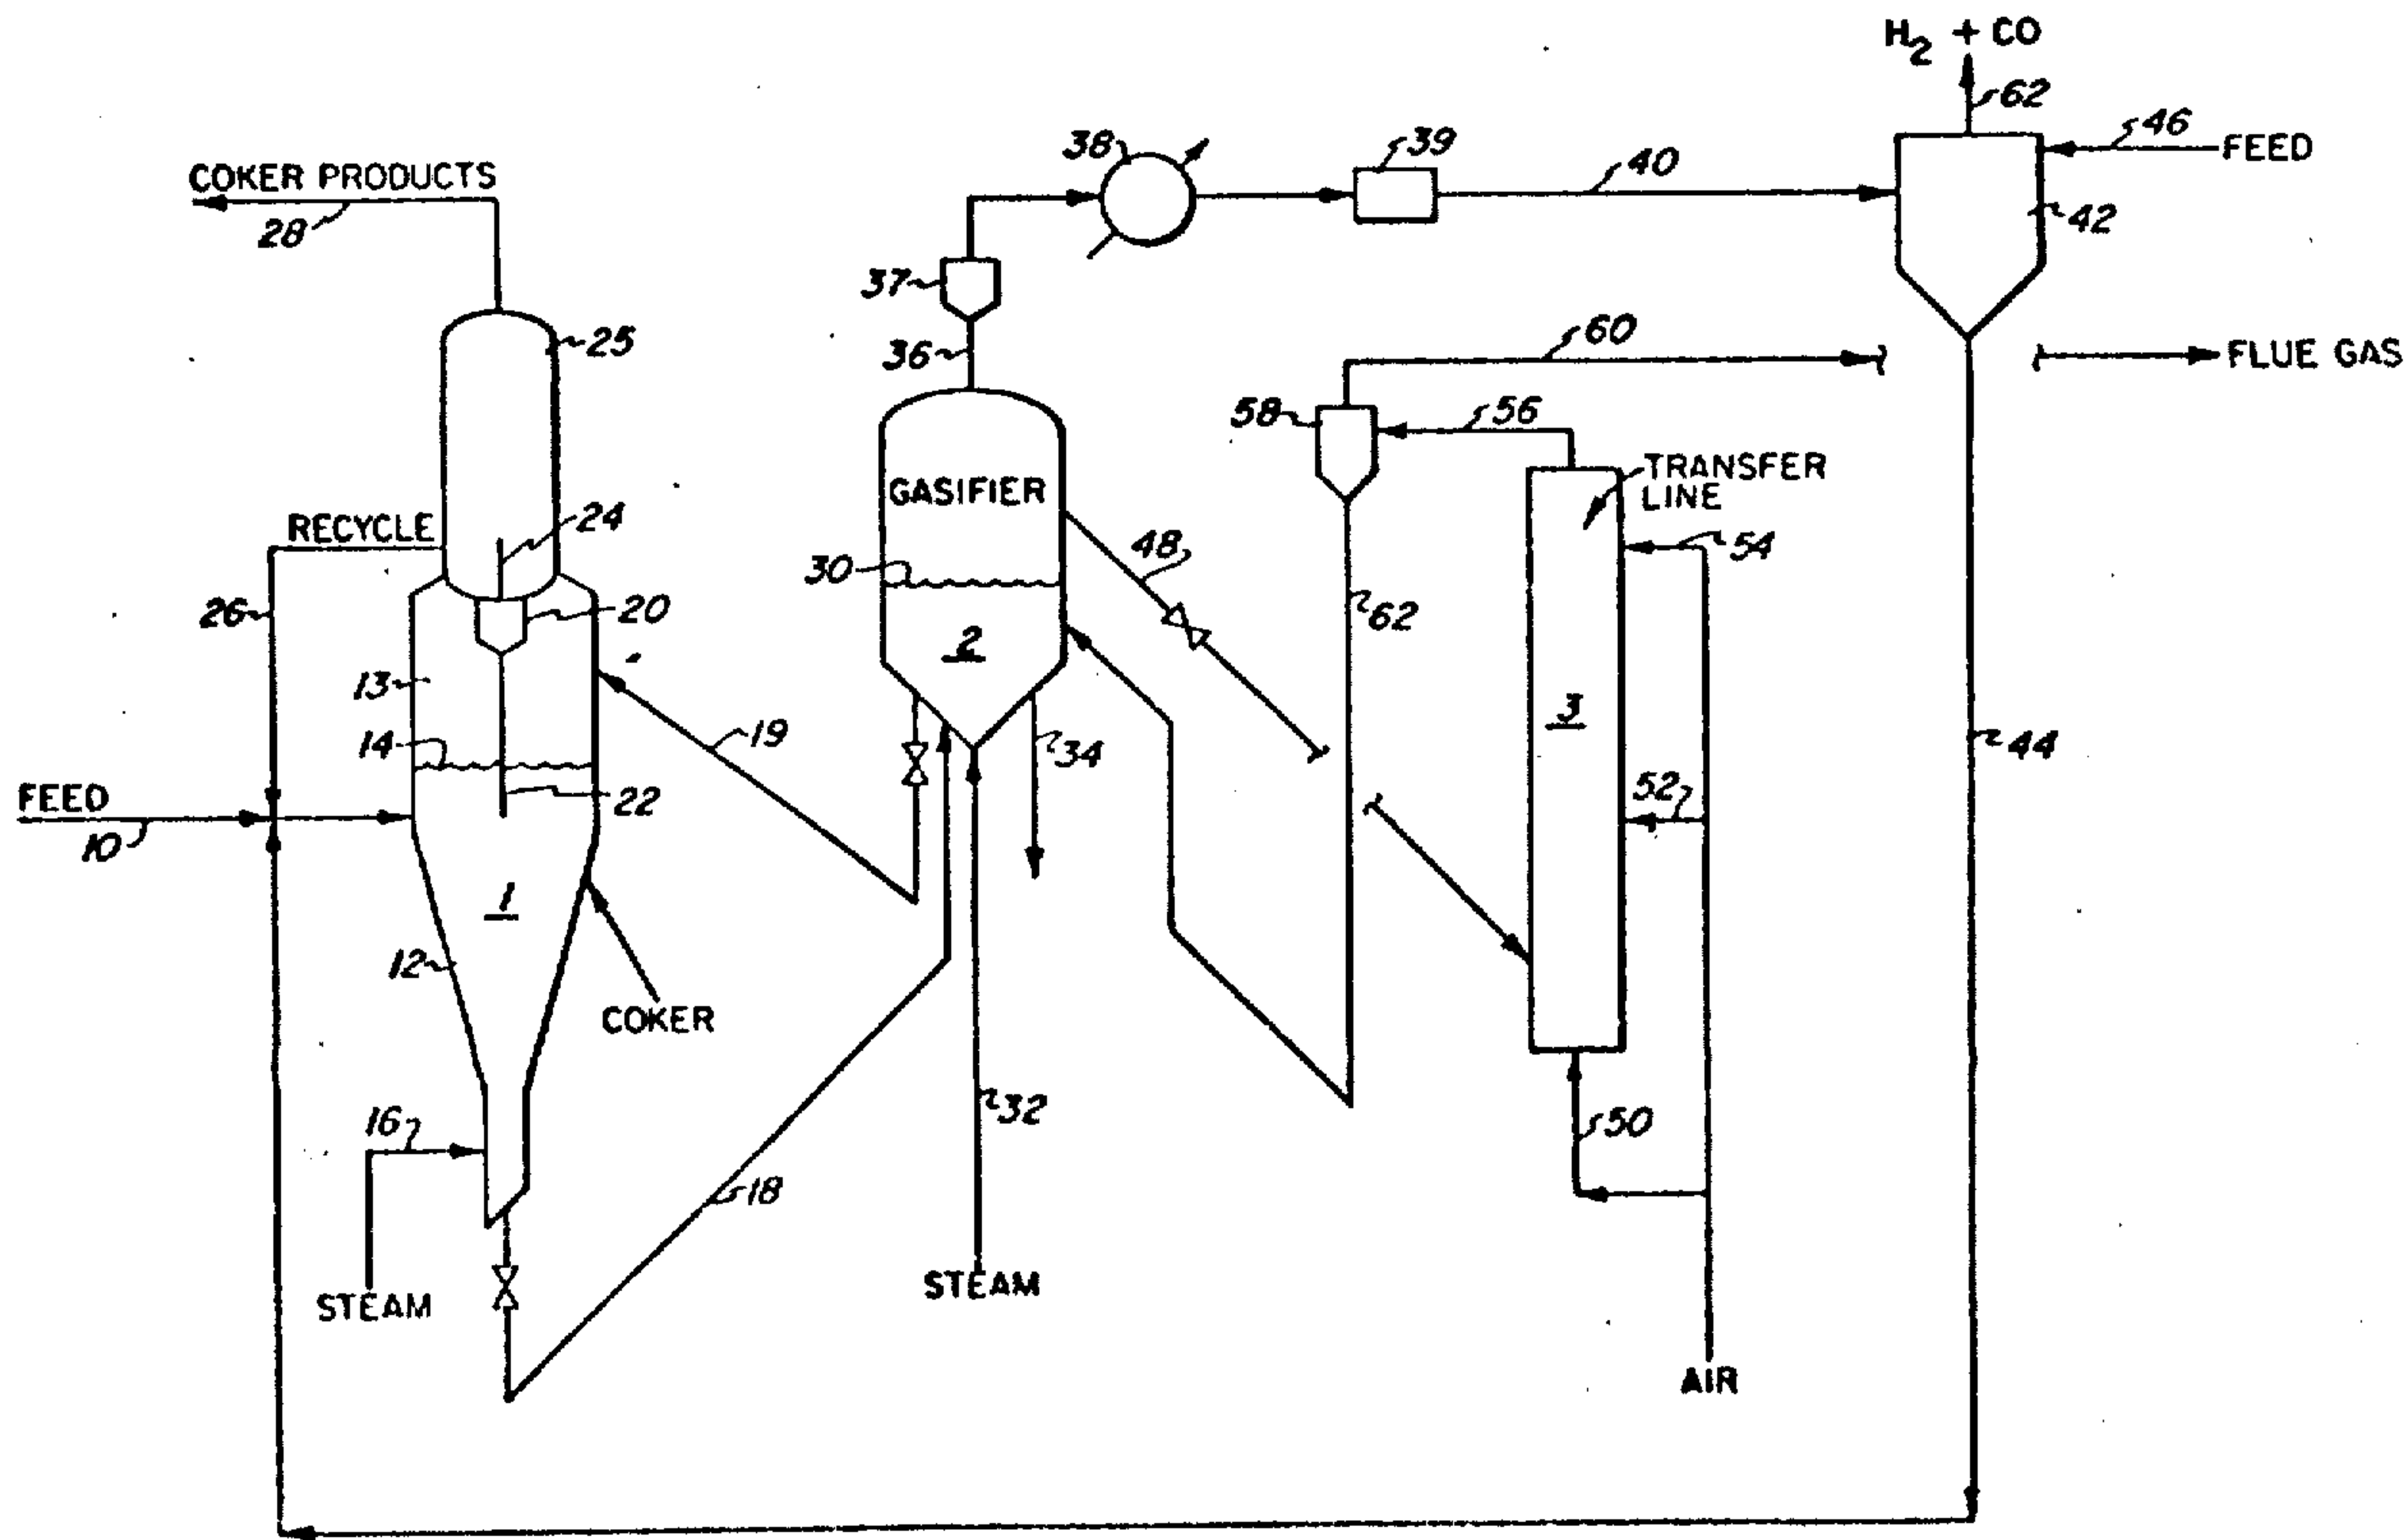 H2 + CO
62
46
FEED
38
39
40
42
COKER PRODUCTS
28
37
25
36
60
FLUE GAS
58
56
GASIFIER
TRANSFER
LINE
RECYCLE
24
48
54
30
26
20
62
2
13
3
14
19
34
44
22
52
FEED
10
1
12
COKER
32
16
50
18
STEAM
STEAM
AIR